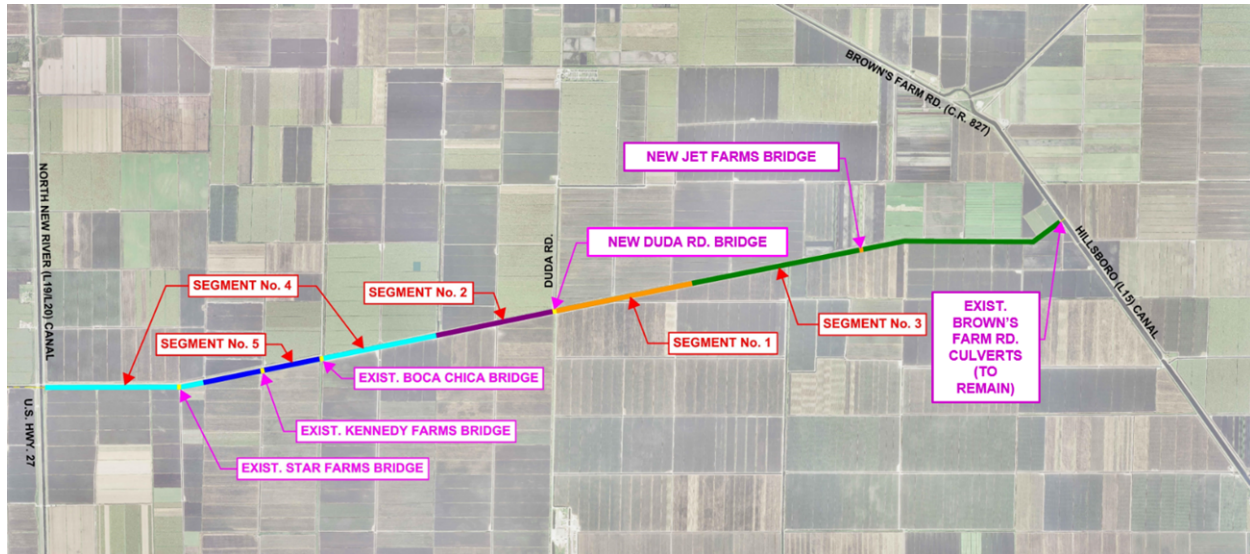 BROWN'S FARM RD. (C.R. 827)
NEW JET FARMS BRIDGE
NORTH NEW RIVER (L19/L20) CANAL
DUDA RD.
NEW DUDA RD. BRIDGE
HILLSBORO (L15) CANAL
SEGMENT No. 4
SEGMENT No. 2
EXIST.
BROWN'S
FARM RD.
CULVERTS
(TO
REMAIN)
SEGMENT No. 3
SEGMENT No. 5
SEGMENT No. 1
EXIST. BOCA CHICA BRIDGE
U.S. HWY. 27
EXIST. KENNEDY FARMS BRIDGE
EXIST. STAR FARMS BRIDGE